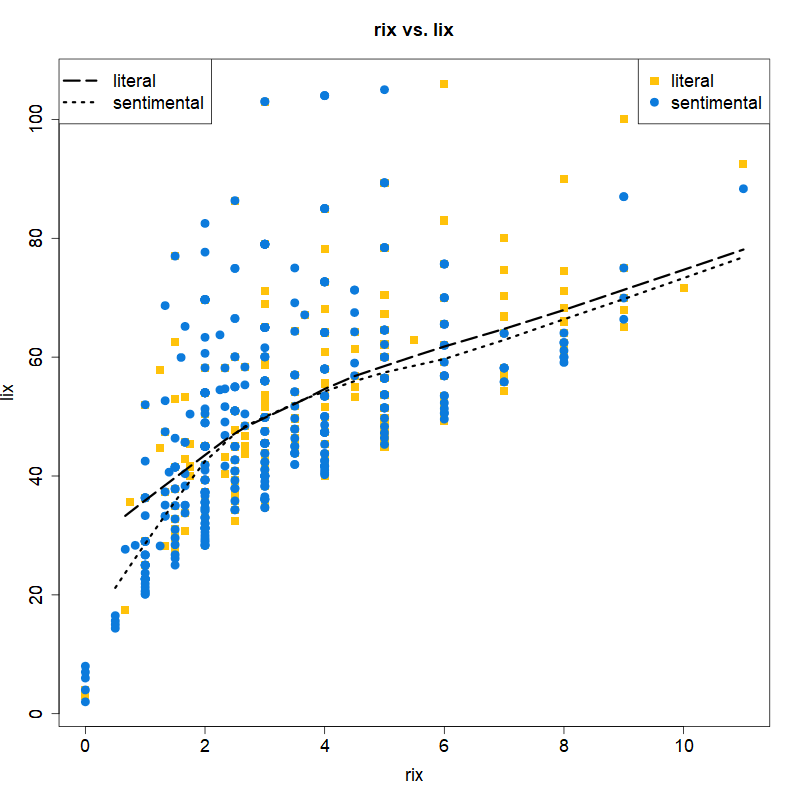 rix vs. lix
literal
sentimental
literal
sentimental
lix
100
80
60
40
20
0
0 2 4 6 8 10
rix